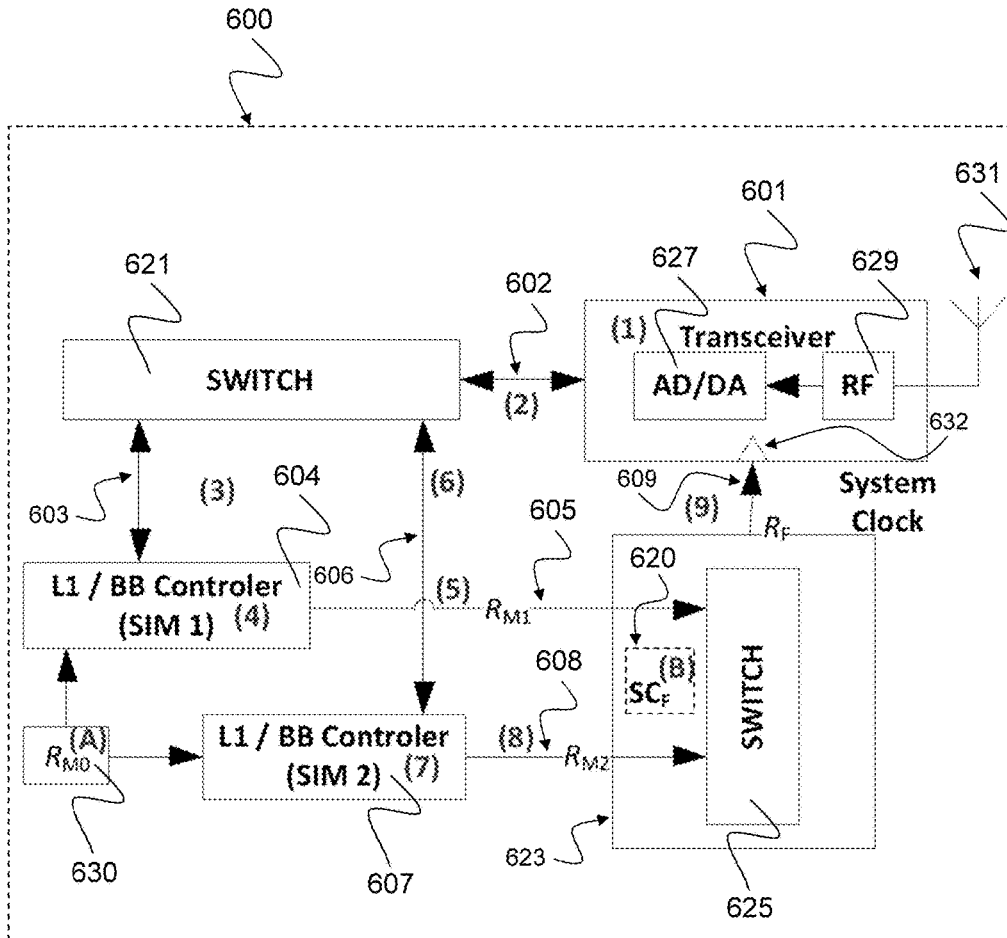 600
631
601
621
627
629
602
(1) Transceiver
SWITCH
AD/DA
RF
(2)
632
(6)
604
609
System
Clock
(3)
(9)
603
605
R_F
620
L1 / BB Controler
(SIM 1) (4)
606
(5)
R_M1
SWITCH
608
(B)
SC_F
L1 / BB Controler
(SIM 2) (7)
(8)
R_M2
(A)
R_M0
623
630
607
625